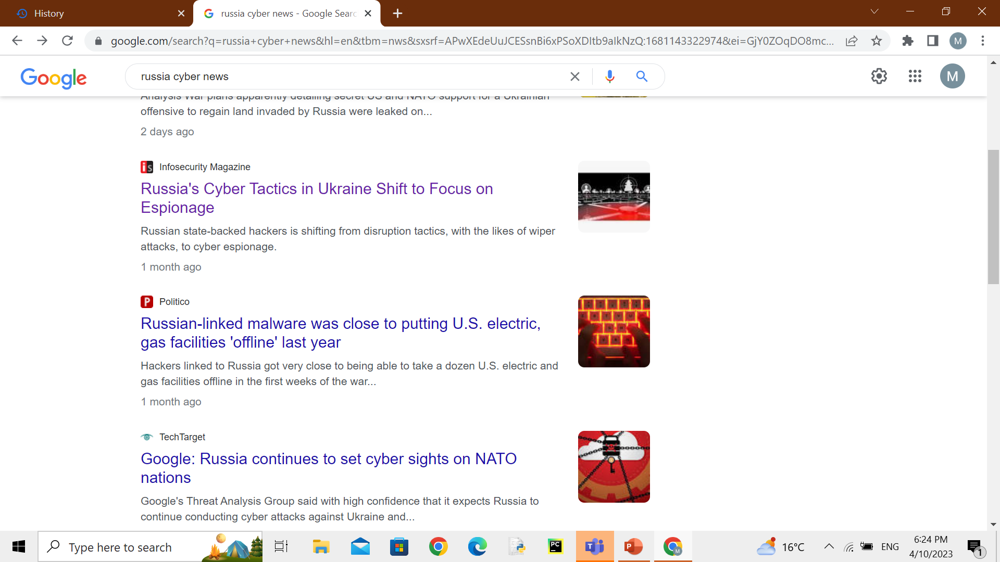 History
russia cyber news - Google Searc
google.com/search?q=russia+cyber+news&hl=en&tbm=nws&sxsrf=APwXEdeUuJCESsnBi6xPSoXDItb9alkNzQ:1681143322974&ei=GjY0ZOqDO8mc...
M
Google
russia cyber news
M
Analysis War plans apparently detailing secret US and NATO support for a Ukrainian
offensive to regain land invaded by Russia were leaked on...
2 days ago
is Infosecurity Magazine
Russia's Cyber Tactics in Ukraine Shift to Focus on
Espionage
Russian state-backed hackers is shifting from disruption tactics, with the likes of wiper
attacks, to cyber espionage.
1 month ago
P Politico
Russian-linked malware was close to putting U.S. electric,
gas facilities 'offline' last year
Hackers linked to Russia got very close to being able to take a dozen U.S. electric and
gas facilities offline in the first weeks of the war...
1 month ago
TechTarget
Google: Russia continues to set cyber sights on NATO
nations
Google's Threat Analysis Group said with high confidence that it expects Russia to
continue conducting cyber attacks against Ukraine and...
Type here to search
PC
T
P
M
16°C
ENG
6:24 PM
4/10/2023
1